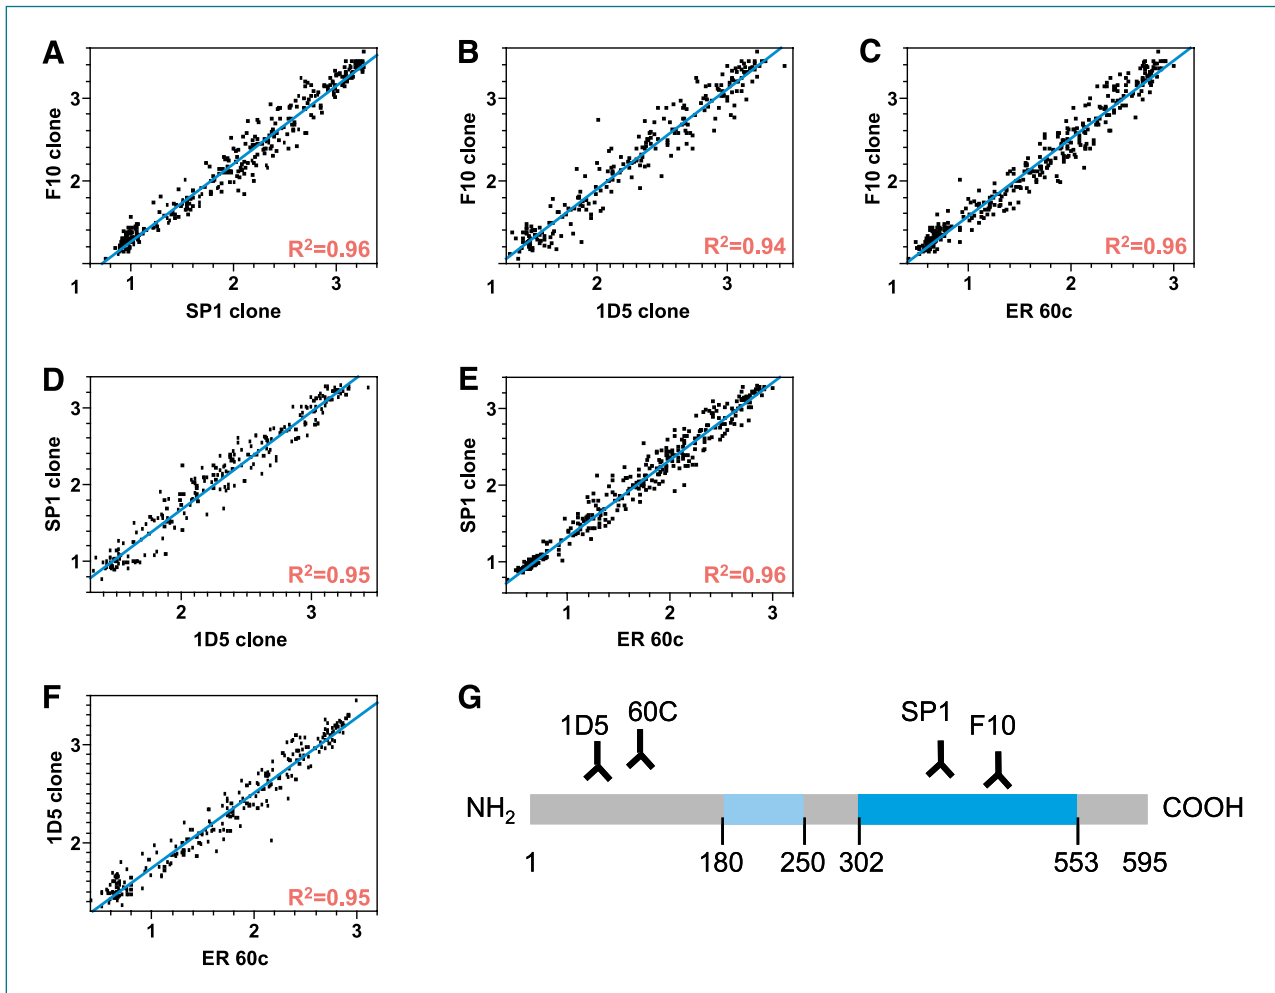 A
F10 clone
3
2
1
1
2
3
R²=0.96
SP1 clone
B
F10 clone
3
2
2
3
R²=0.94
1D5 clone
C
F10 clone
3
2
1
1
2
3
R²=0.96
ER 60c
D
SP1 clone
3
2
1
2
3
R²=0.95
1D5 clone
E
SP1 clone
3
2
1
1
2
3
R²=0.96
ER 60c
F
1D5 clone
3
2
1
2
3
R²=0.95
ER 60c
G
1D5
60C
SP1
F10
NH₂
COOH
1
180
250
302
553
595